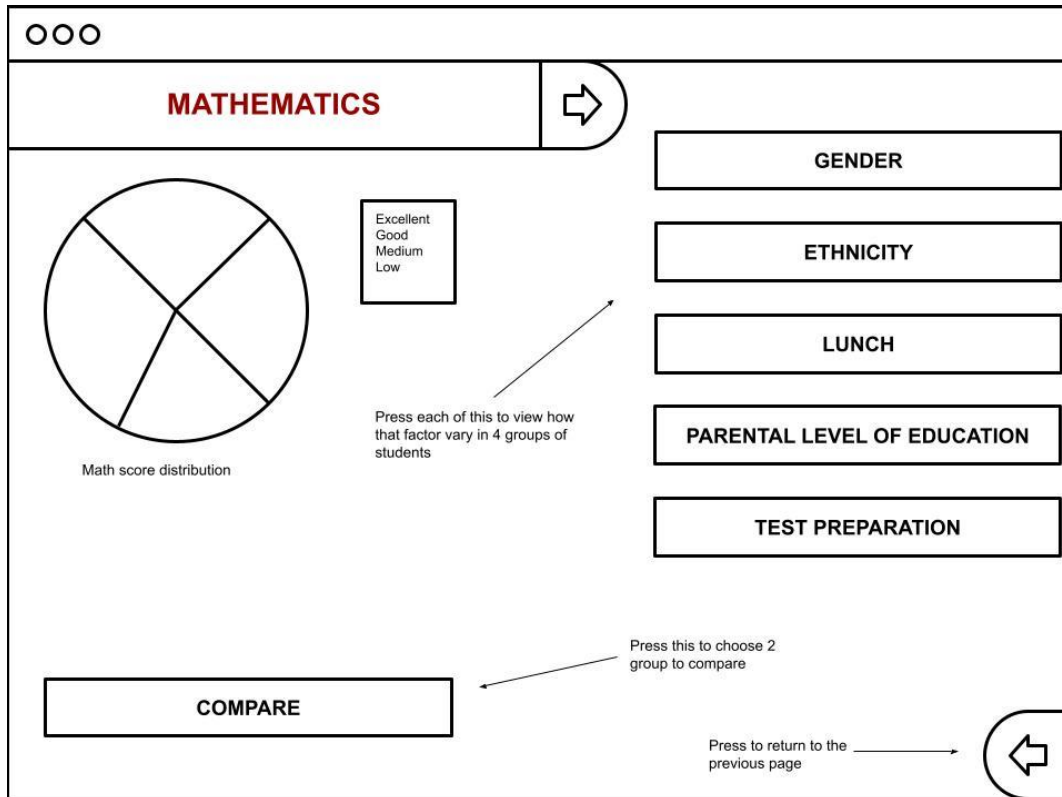 MATHEMATICS
GENDER
Excellent
Good
Medium
Low
ETHNICITY
LUNCH
Press each of this to view how
that factor vary in 4 groups of
students
PARENTAL LEVEL OF EDUCATION
Math score distribution
TEST PREPARATION
Press this to choose 2
group to compare
COMPARE
Press to return to the
previous page